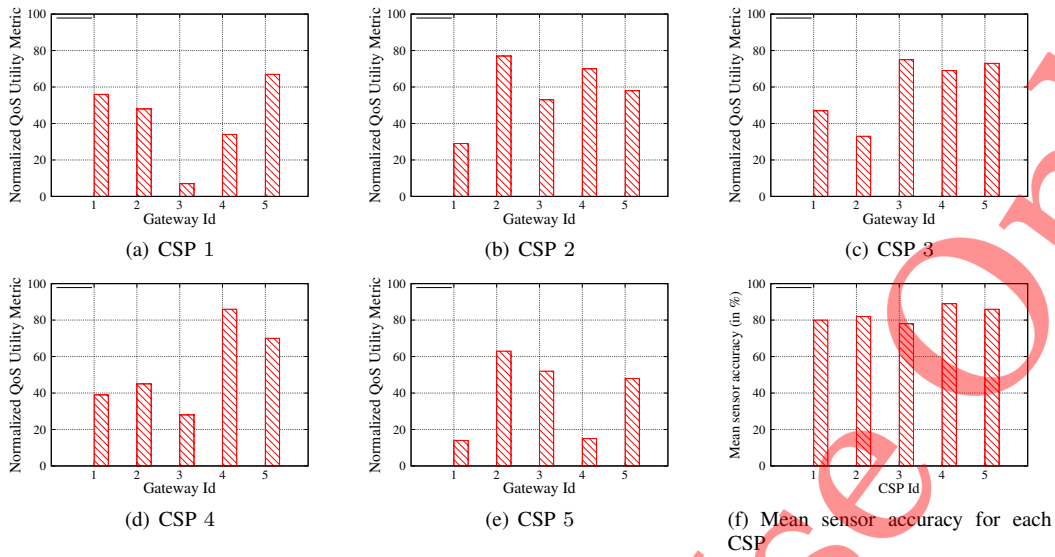 100
80
60
40
20
0
1 2 3 4 5
Normalized QoS Utility Metric
Gateway Id
(a) CSP 1
100
80
60
40
20
0
1 2 3 4 5
Normalized QoS Utility Metric
Gateway Id
(b) CSP 2
100
80
60
40
20
0
1 2 3 4 5
Normalized QoS Utility Metric
Gateway Id
(c) CSP 3
100
80
60
40
20
0
1 2 3 4 5
Normalized QoS Utility Metric
Gateway Id
(d) CSP 4
100
80
60
40
20
0
1 2 3 4 5
Normalized QoS Utility Metric
Gateway Id
(e) CSP 5
100
80
60
40
20
0
1 2 3 4 5
Mean sensor accuracy (in %)
CSP Id
(f) Mean sensor accuracy for each
CSP